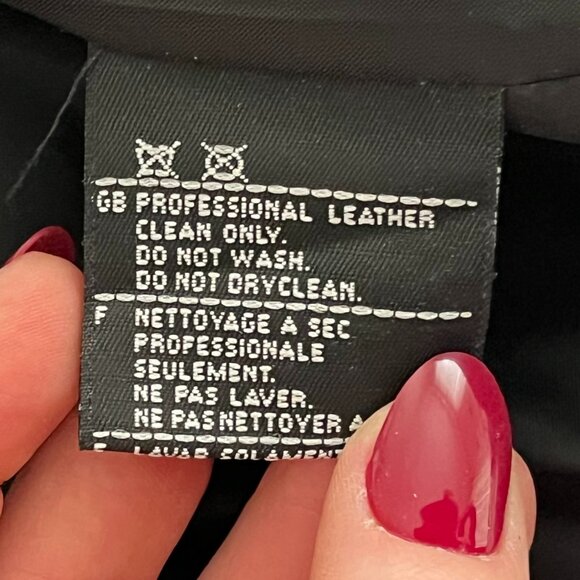 GB PROFESSIONAL LEATHER
CLEAN ONLY.
DO NOT WASH.
DO NOT DRYCLEAN.
F NETTOYAGE A SEC
PROFESSIONALE
SEULEMENT.
NE PAS LAVER.
NE PAS NETTOYER A
LAVAR